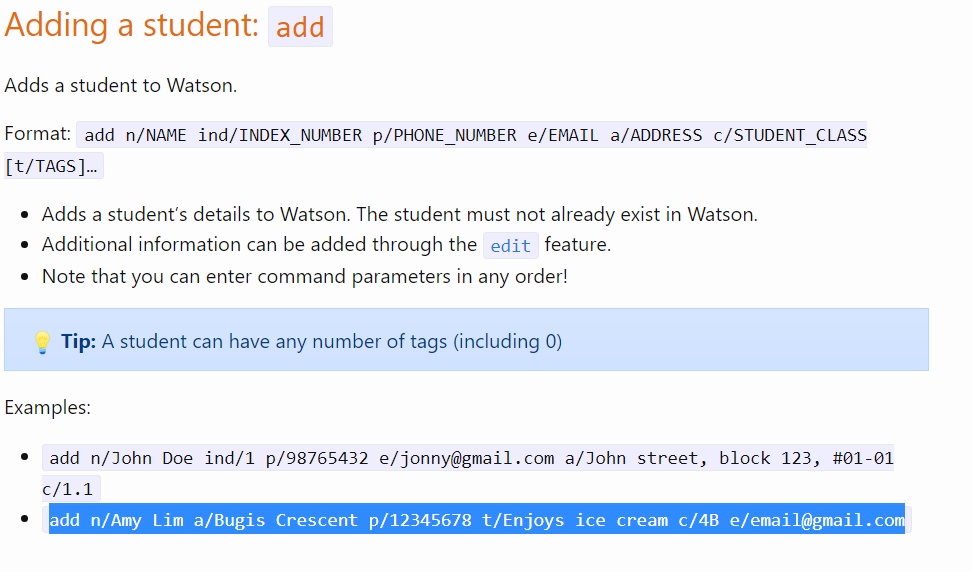 Adding a student: add
Adds a student to Watson.
Format: add n/NAME ind/INDEX_NUMBER p/PHONE_NUMBER e/EMAIL a/ADDRESS c/STUDENT_CLASS
[t/TAGS]…
• Adds a student’s details to Watson. The student must not already exist in Watson.
• Additional information can be added through the edit feature.
• Note that you can enter command parameters in any order!
💡 Tip: A student can have any number of tags (including 0)
Examples:
• add n/John Doe ind/1 p/98765432 e/jonny@gmail.com a/John street, block 123, #01-01
c/1.1
• add n/Amy Lim a/Bugis Crescent p/12345678 t/Enjoys ice cream c/4B e/email@gmail.com